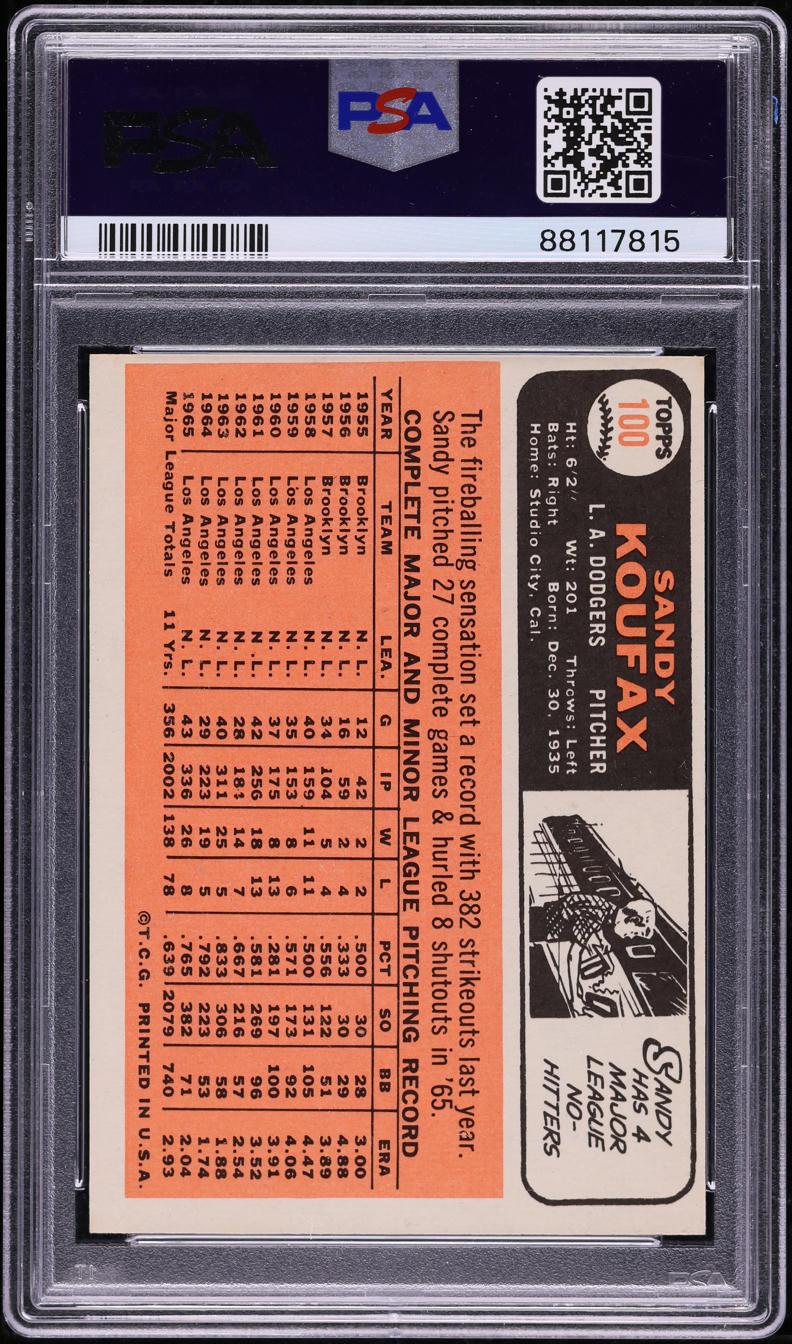 PSA
PSA
88117815
TOPPS
100
SANDY
KOUFAX
L. A. DODGERS PITCHER
Ht: 6'2" Wt: 201 Throws: Left
Bats: Right Born: Dec. 30, 1935
Home: Studio City, Cal.
SANDY
HAS 4
MAJOR
LEAGUE
NO-
HITTERS
The fireballing sensation set a record with 382 strikeouts last year.
Sandy pitched 27 complete games & hurled 8 shutouts in '65.
COMPLETE MAJOR AND MINOR LEAGUE PITCHING RECORD
YEAR TEAM LEA. G IP W L PCT SO BB ERA
1955 Brooklyn N. L. 12 42 2 2 .500 30 28 3.00
1956 Brooklyn N. L. 16 59 2 4 .333 30 29 4.88
1957 Brooklyn N. L. 34 104 5 4 .556 122 51 3.89
1958 Los Angeles N. L. 40 159 11 11 .500 131 105 4.47
1959 Los Angeles N. L. 35 153 8 6 .571 173 92 4.06
1960 Los Angeles N. L. 37 175 8 13 .281 197 100 3.91
1961 Los Angeles N. L. 42 256 18 13 .581 269 96 3.52
1962 Los Angeles N. L. 28 184 14 7 .667 216 57 2.54
1963 Los Angeles N. L. 40 311 25 5 .833 306 58 1.88
1964 Los Angeles N. L. 29 223 19 5 .792 223 53 1.74
1965 Los Angeles N. L. 43 336 26 8 .765 382 71 2.04
Major League Totals 11 Yrs. 356 2002 138 78 .639 2079 740 2.93
©T.C.G. PRINTED IN U.S.A.
PSA